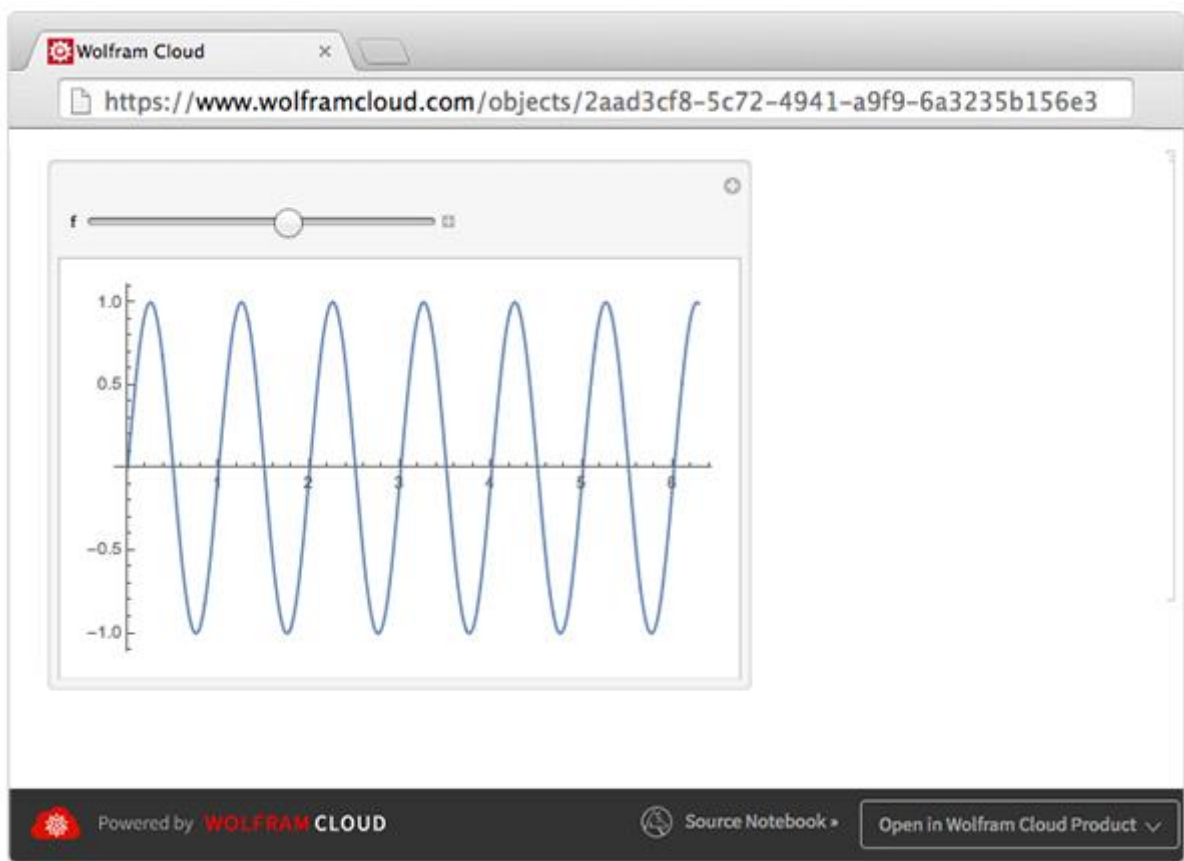 Wolfram Cloud ×
https://www.wolframcloud.com/objects/2aad3cf8-5c72-4941-a9f9-6a3235b156e3
f
1.0
0.5
1 2 3 4 5 6
−0.5
−1.0
Powered by WOLFRAM CLOUD Source Notebook » Open in Wolfram Cloud Product